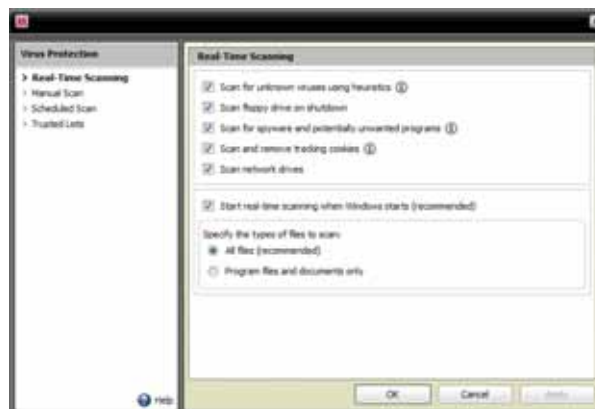 Virus Protection
Real-Time Scanning
Manual Scan
Scheduled Scan
Trusted Lists
Help
Real-Time Scanning
Scan for unknown viruses using heuristics
Scan floppy drive on shutdown
Scan for spyware and potentially unwanted programs
Scan and remove tracking cookies
Scan network drives
Start real-time scanning when Windows starts (recommended)
Specify the types of files to scan:
All files (recommended)
Program files and documents only
OK
Cancel
Apply